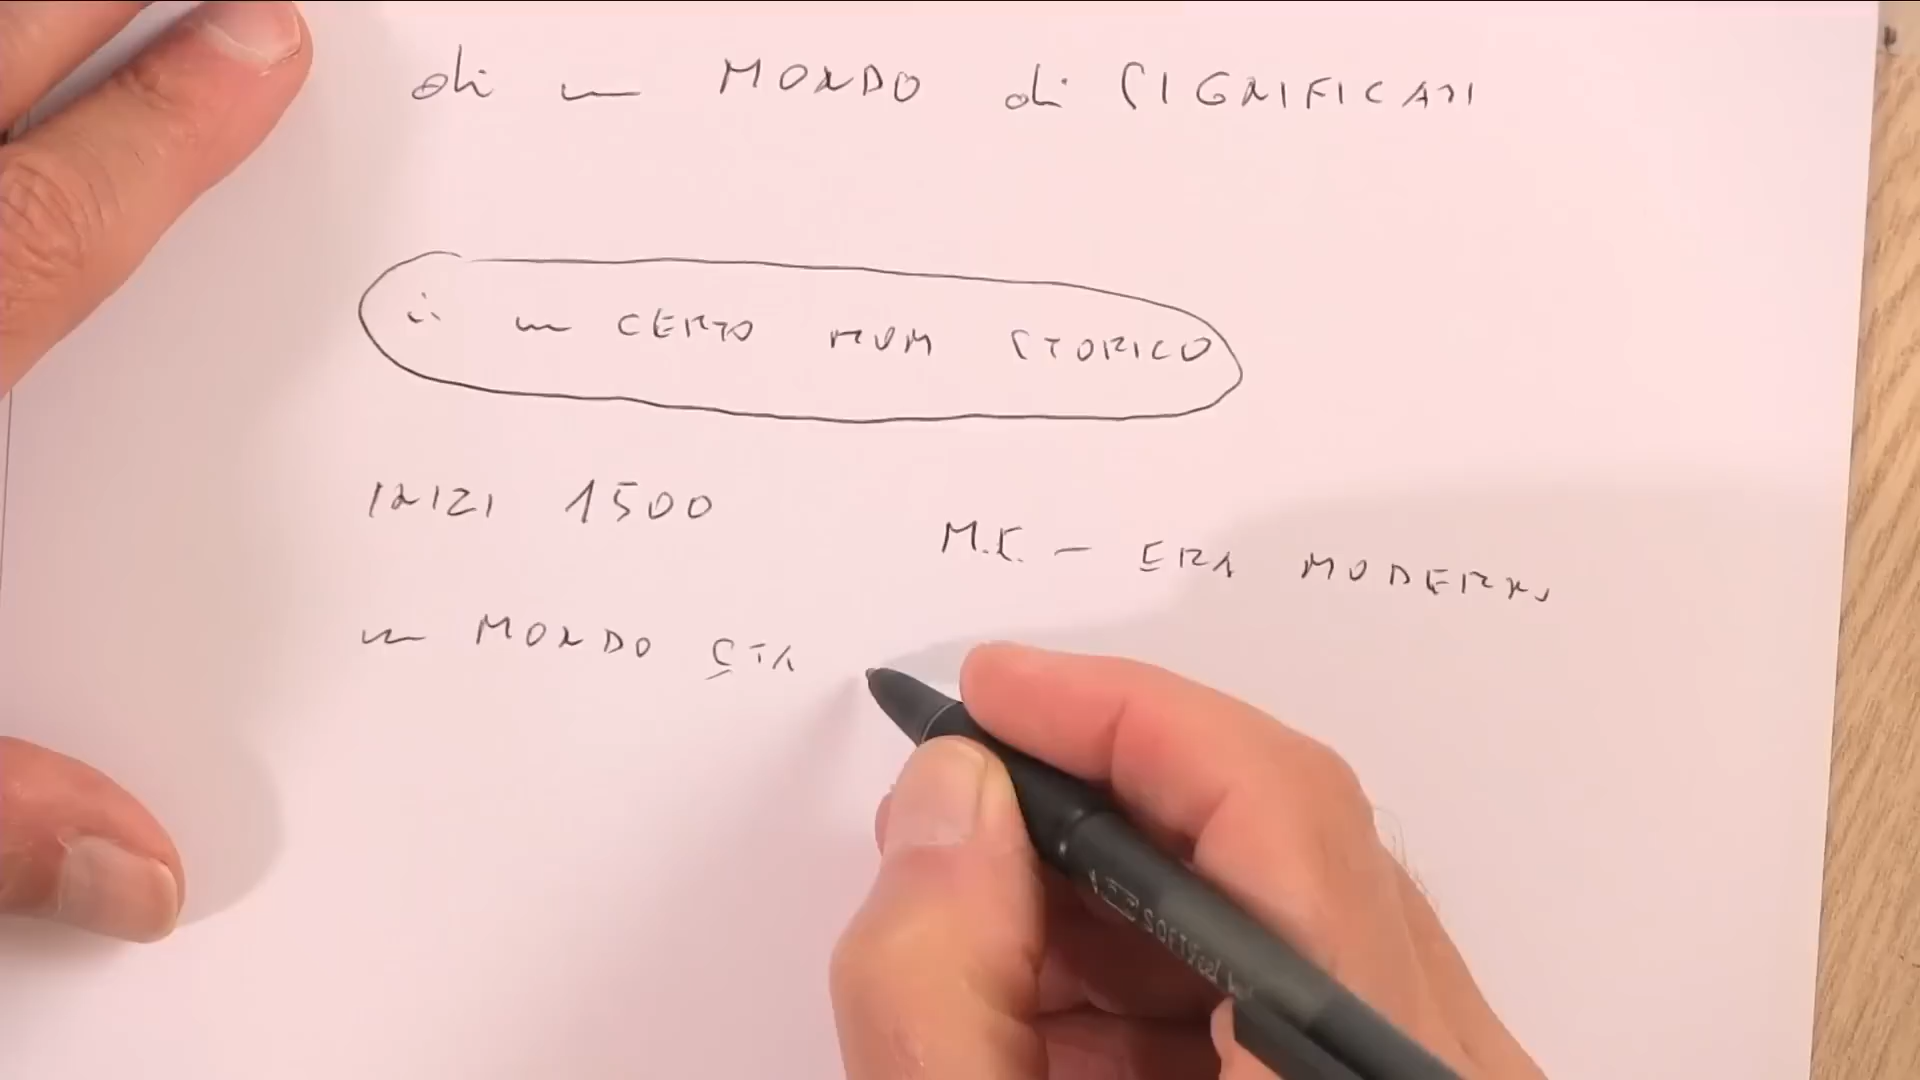 di un MONDO di SIGNIFICATI
in un CERTO MOM STORICO
INIZI 1500
M.E. - ERA MODERNA
un MONDO STA